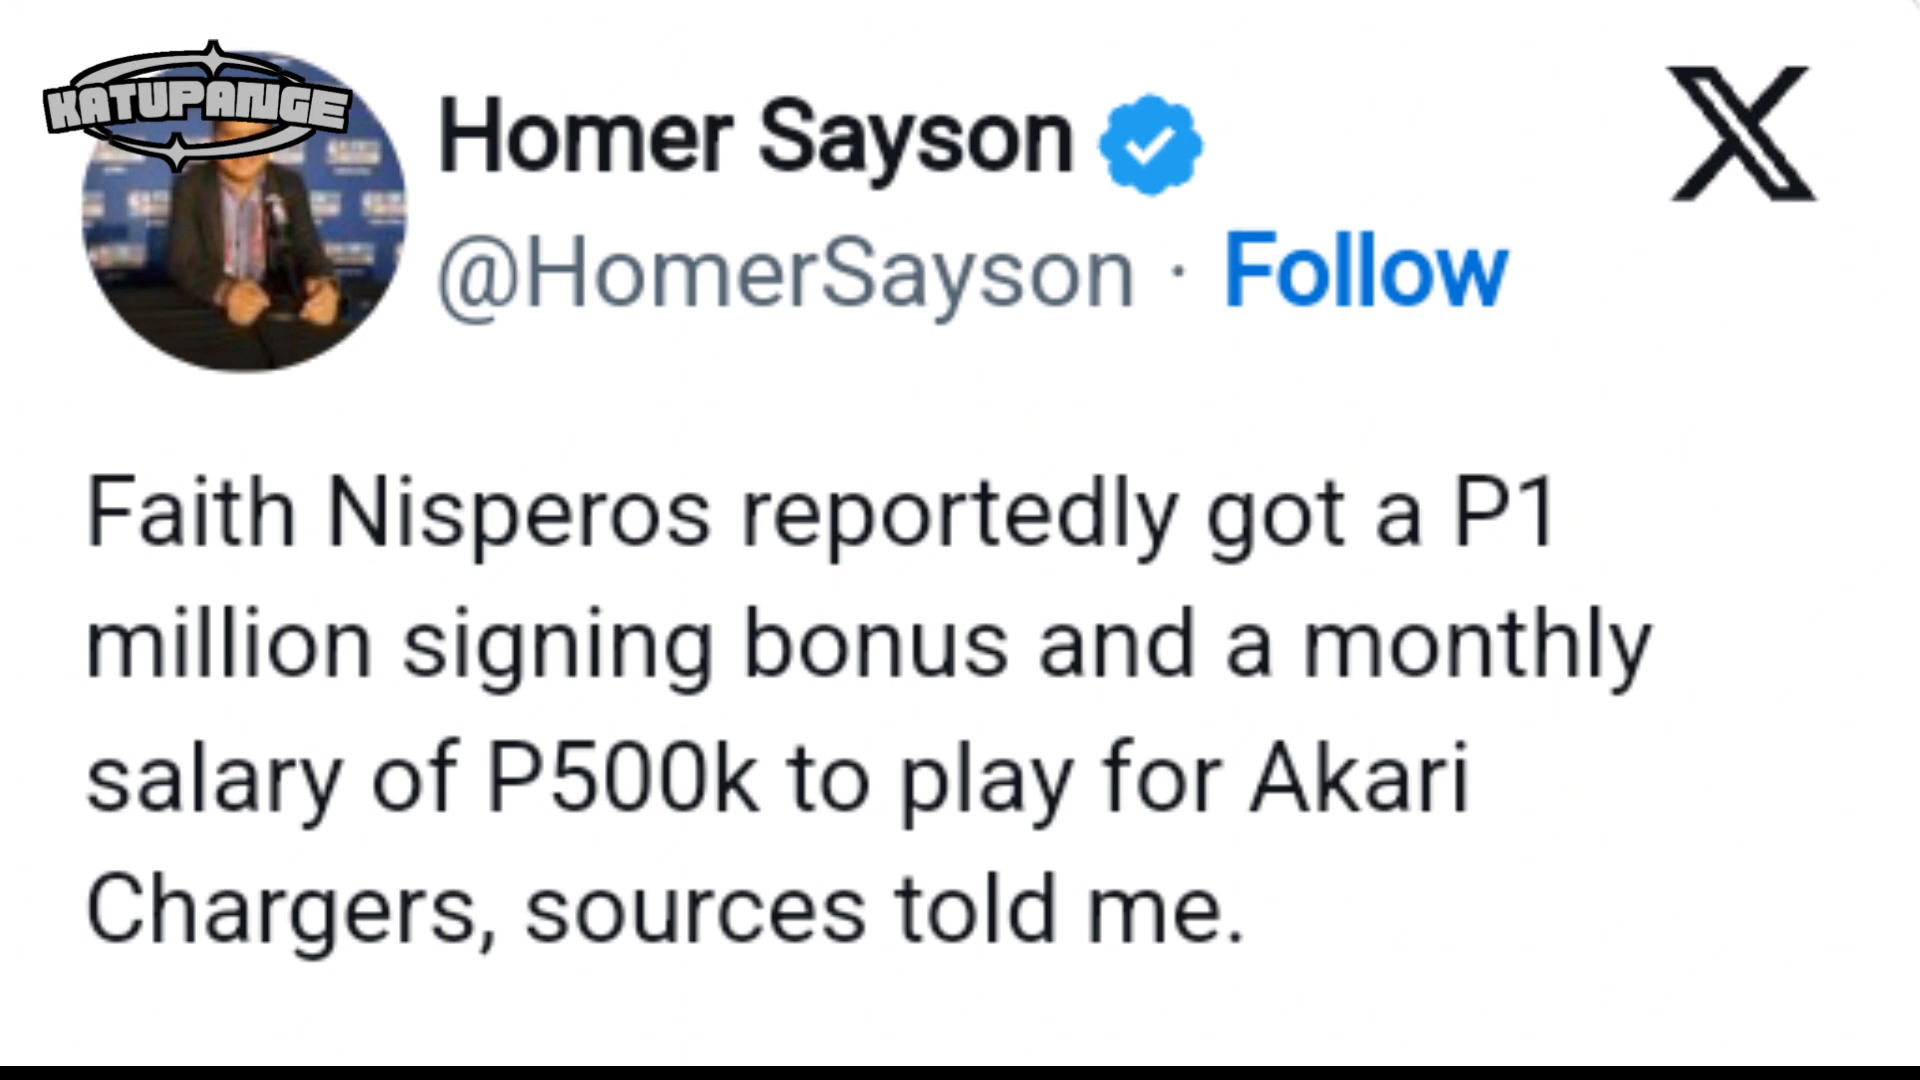 KATUPANGE
Homer Sayson
@HomerSayson · Follow
Faith Nisperos reportedly got a P1
million signing bonus and a monthly
salary of P500k to play for Akari
Chargers, sources told me.